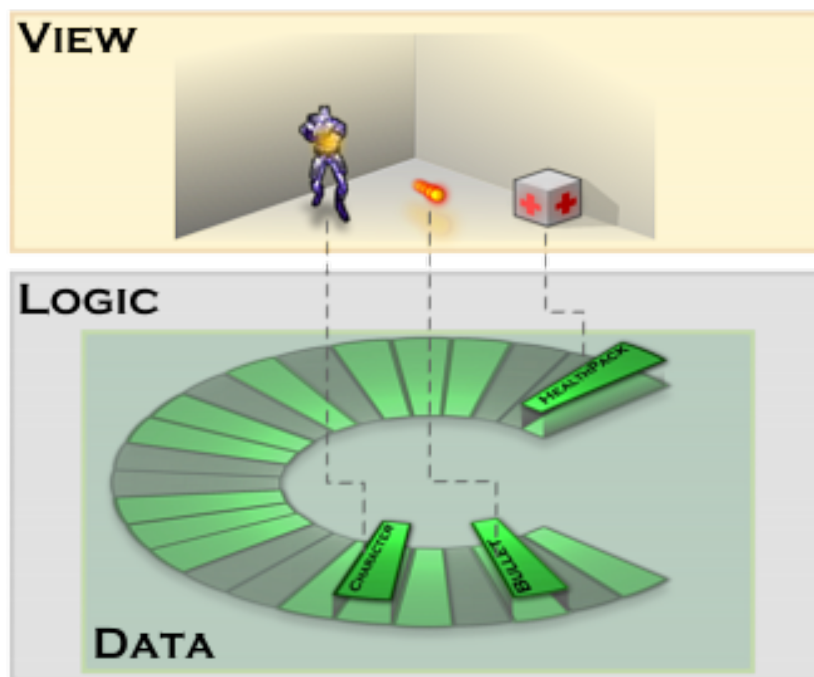 VIEW
LOGIC
HEALTHPACK
CHARACTER
BULLET
DATA